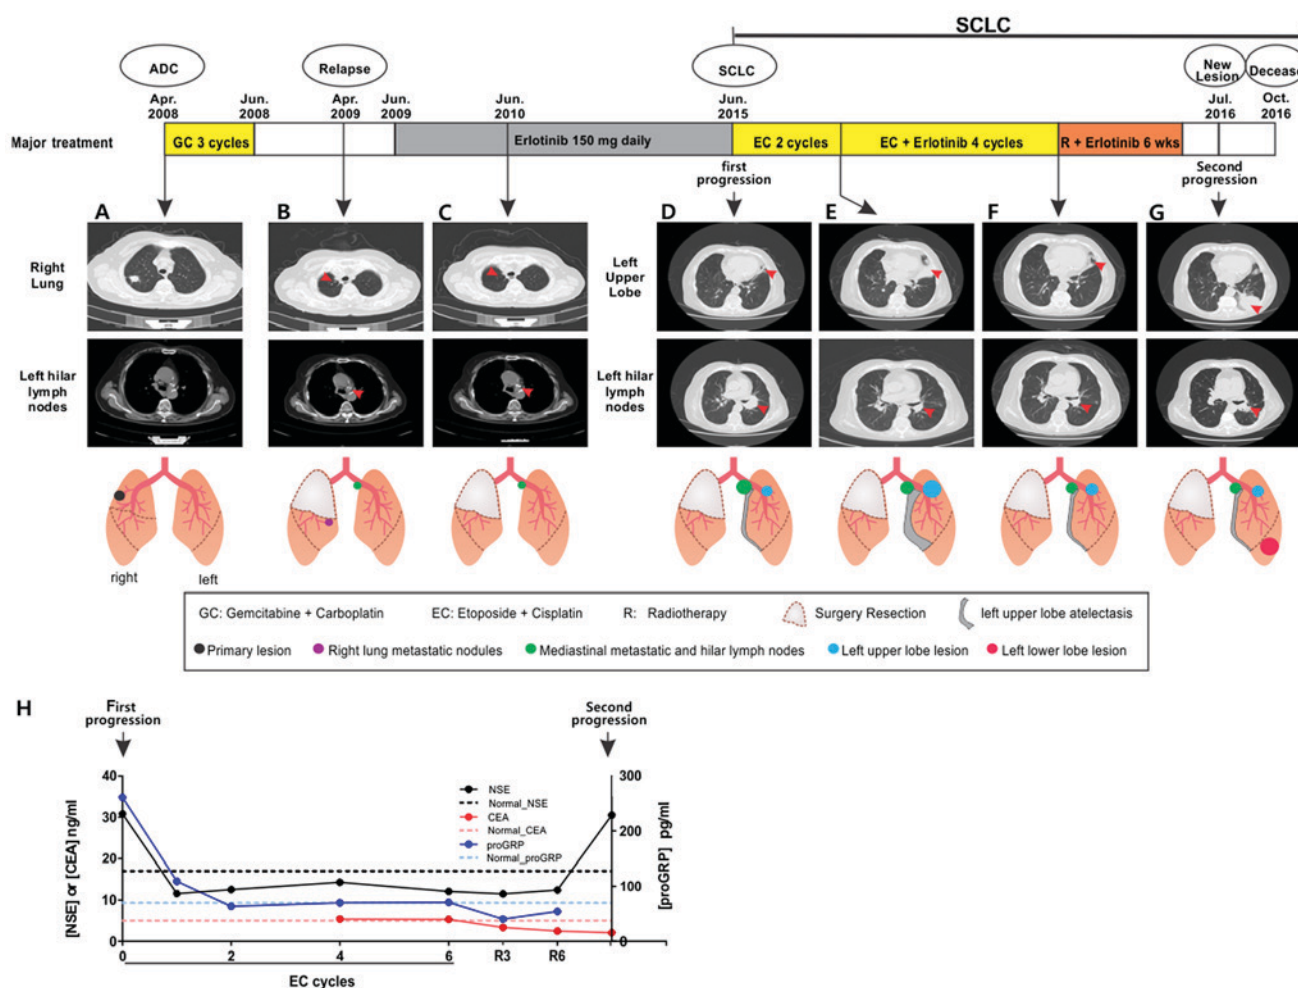 SCLC
ADC
Relapse
SCLC
New
Lesion
Decease
Apr.
2008
Jun.
2008
Apr.
2009
Jun.
2009
Jun.
2010
Jun.
2015
Jul.
2016
Oct.
2016
Major treatment
GC 3 cycles
Erlotinib 150 mg daily
EC 2 cycles
EC + Erlotinib 4 cycles
R + Erlotinib 6 wks
first
progression
Second
progression
A
B
C
D
E
F
G
Right
Lung
Left
Upper
Lobe
Left hilar
lymph
nodes
Left hilar
lymph
nodes
right
left
GC: Gemcitabine + Carboplatin
EC: Etoposide + Cisplatin
R: Radiotherapy
Surgery Resection
left upper lobe atelectasis
Primary lesion
Right lung metastatic nodules
Mediastinal metastatic and hilar lymph nodes
Left upper lobe lesion
Left lower lobe lesion
H
First
progression
Second
progression
40
30
20
10
0
[NSE] or [CEA] ng/ml
300
200
100
0
[proGRP] pg/ml
NSE
Normal_NSE
CEA
Normal_CEA
proGRP
Normal_proGRP
0
2
4
6
R3
R6
EC cycles